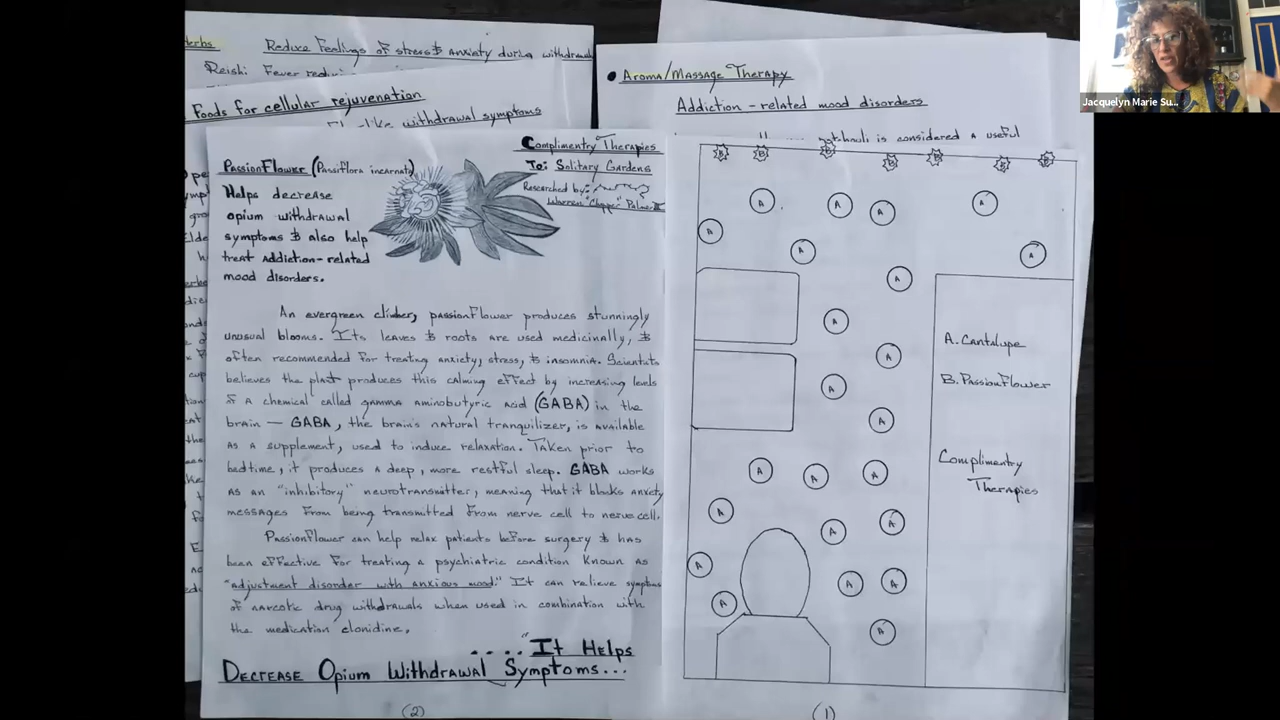 Herbs
Reduce Feelings of stress & anxiety during withdrawal
Reishi: Fever
Foods for cellular rejuvenation
withdrawal symptoms
Complimentry Therapies
To: Solitary Gardens
Researched by:
Warren "Chipper" Palmer III
PassionFlower (Passiflora incarnata)
Helps decrease
opium withdrawal
symptoms & also help
treat addiction-related
mood disorders.
An evergreen climber, passionflower produces stunningly
unusual blooms. Its leaves & roots are used medicinally, &
often recommended for treating anxiety, stress, & insomnia. Scientists
believes the plant produces this calming effect by increasing levels
of a chemical called gamma aminobutyric acid (GABA) in the
brain — GABA, the brain's natural tranquilizer, is available
as a supplement, used to induce relaxation. Taken prior to
bedtime, it produces a deep, more restful sleep. GABA works
as an "inhibitory" neurotransmitter, meaning that it blocks anxiety
messages from being transmitted from nerve cell to nerve cell.
Passionflower can help relax patients before surgery & has
been effective for treating a psychiatric condition known as
"adjustment disorder with anxious mood." It can relieve symptoms
of narcotic drug withdrawals when used in combination with
the medication clonidine.
...."It Helps
Decrease Opium Withdrawal Symptoms...
(2)
Aroma/Massage Therapy
Addiction-related mood disorders
is considered a useful
B B B B B B B
A A A A
A A A
A
A
A
A
A
A A A
A A A
A A A
A A
A. Cantalupe
B. PassionFlower
Complimentry
Therapies
(1)
Jacquelyn Marie Su...